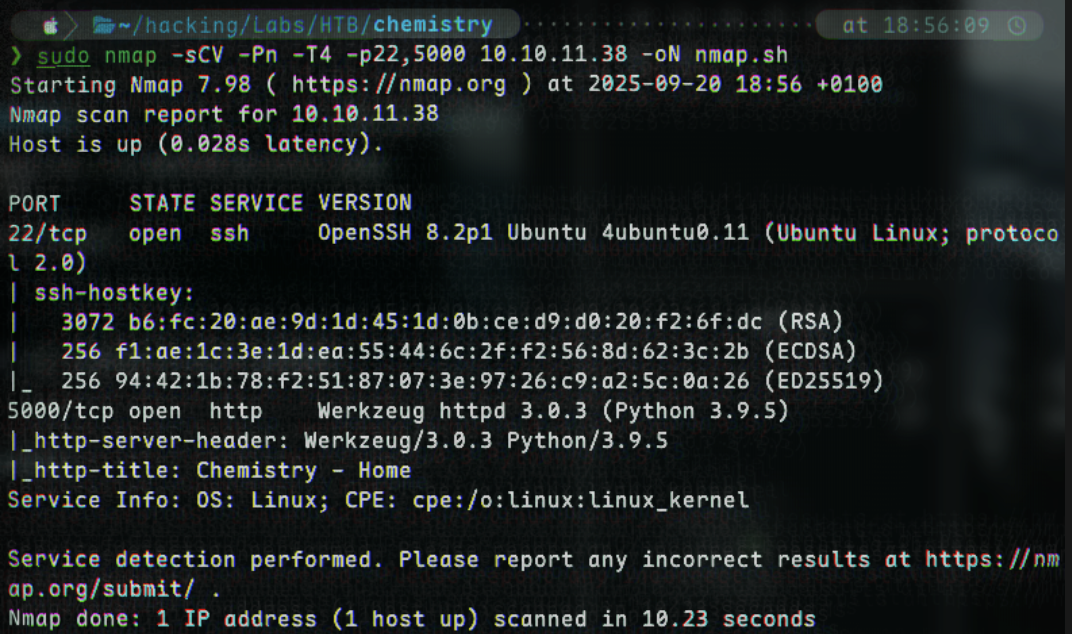 ~/hacking/Labs/HTB/chemistry at 18:56:09
❯ sudo nmap -sCV -Pn -T4 -p22,5000 10.10.11.38 -oN nmap.sh
Starting Nmap 7.98 ( https://nmap.org ) at 2025-09-20 18:56 +0100
Nmap scan report for 10.10.11.38
Host is up (0.028s latency).
PORT     STATE SERVICE VERSION
22/tcp   open  ssh     OpenSSH 8.2p1 Ubuntu 4ubuntu0.11 (Ubuntu Linux; protoco
l 2.0)
| ssh-hostkey:
|   3072 b6:fc:20:ae:9d:1d:45:1d:0b:ce:d9:d0:20:f2:6f:dc (RSA)
|   256 f1:ae:1c:3e:1d:ea:55:44:6c:2f:f2:56:8d:62:3c:2b (ECDSA)
|_  256 94:42:1b:78:f2:51:87:07:3e:97:26:c9:a2:5c:0a:26 (ED25519)
5000/tcp open  http    Werkzeug httpd 3.0.3 (Python 3.9.5)
|_http-server-header: Werkzeug/3.0.3 Python/3.9.5
|_http-title: Chemistry - Home
Service Info: OS: Linux; CPE: cpe:/o:linux:linux_kernel
Service detection performed. Please report any incorrect results at https://nm
ap.org/submit/ .
Nmap done: 1 IP address (1 host up) scanned in 10.23 seconds